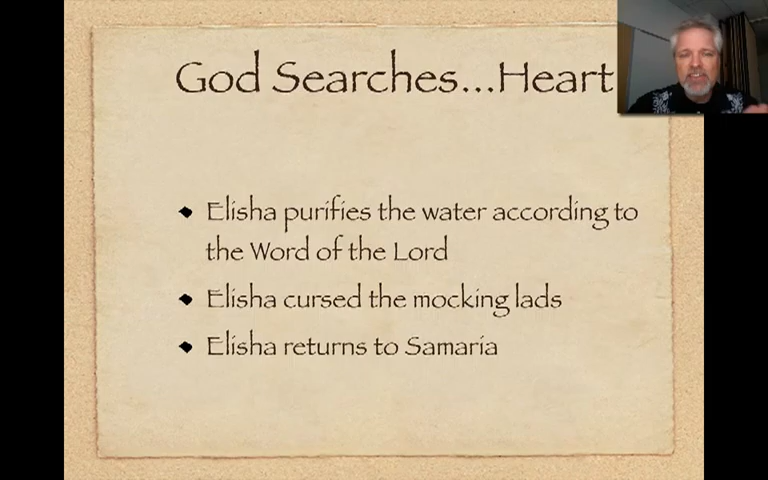 God Searches...Heart
Elisha purifies the water according to
the Word of the Lord
Elisha cursed the mocking lads
Elisha returns to Samaria